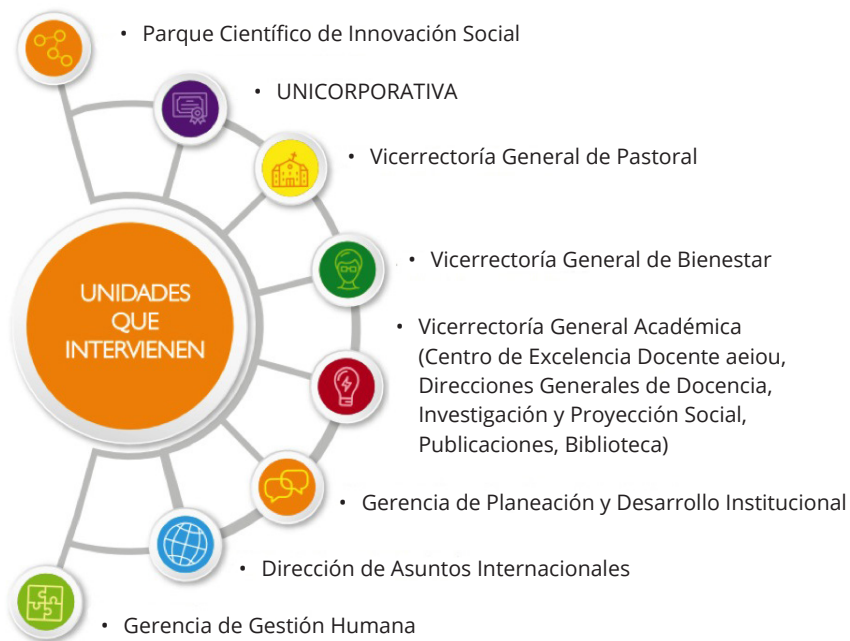 • Parque Científico de Innovación Social
• UNICORPORATIVA
• Vicerrectoría General de Pastoral
• Vicerrectoría General de Bienestar
UNIDADES
QUE
INTERVIENEN
• Vicerrectoría General Académica
(Centro de Excelencia Docente aeiou,
Direcciones Generales de Docencia,
Investigación y Proyección Social,
Publicaciones, Biblioteca)
• Gerencia de Planeación y Desarrollo Institucional
• Dirección de Asuntos Internacionales
• Gerencia de Gestión Humana